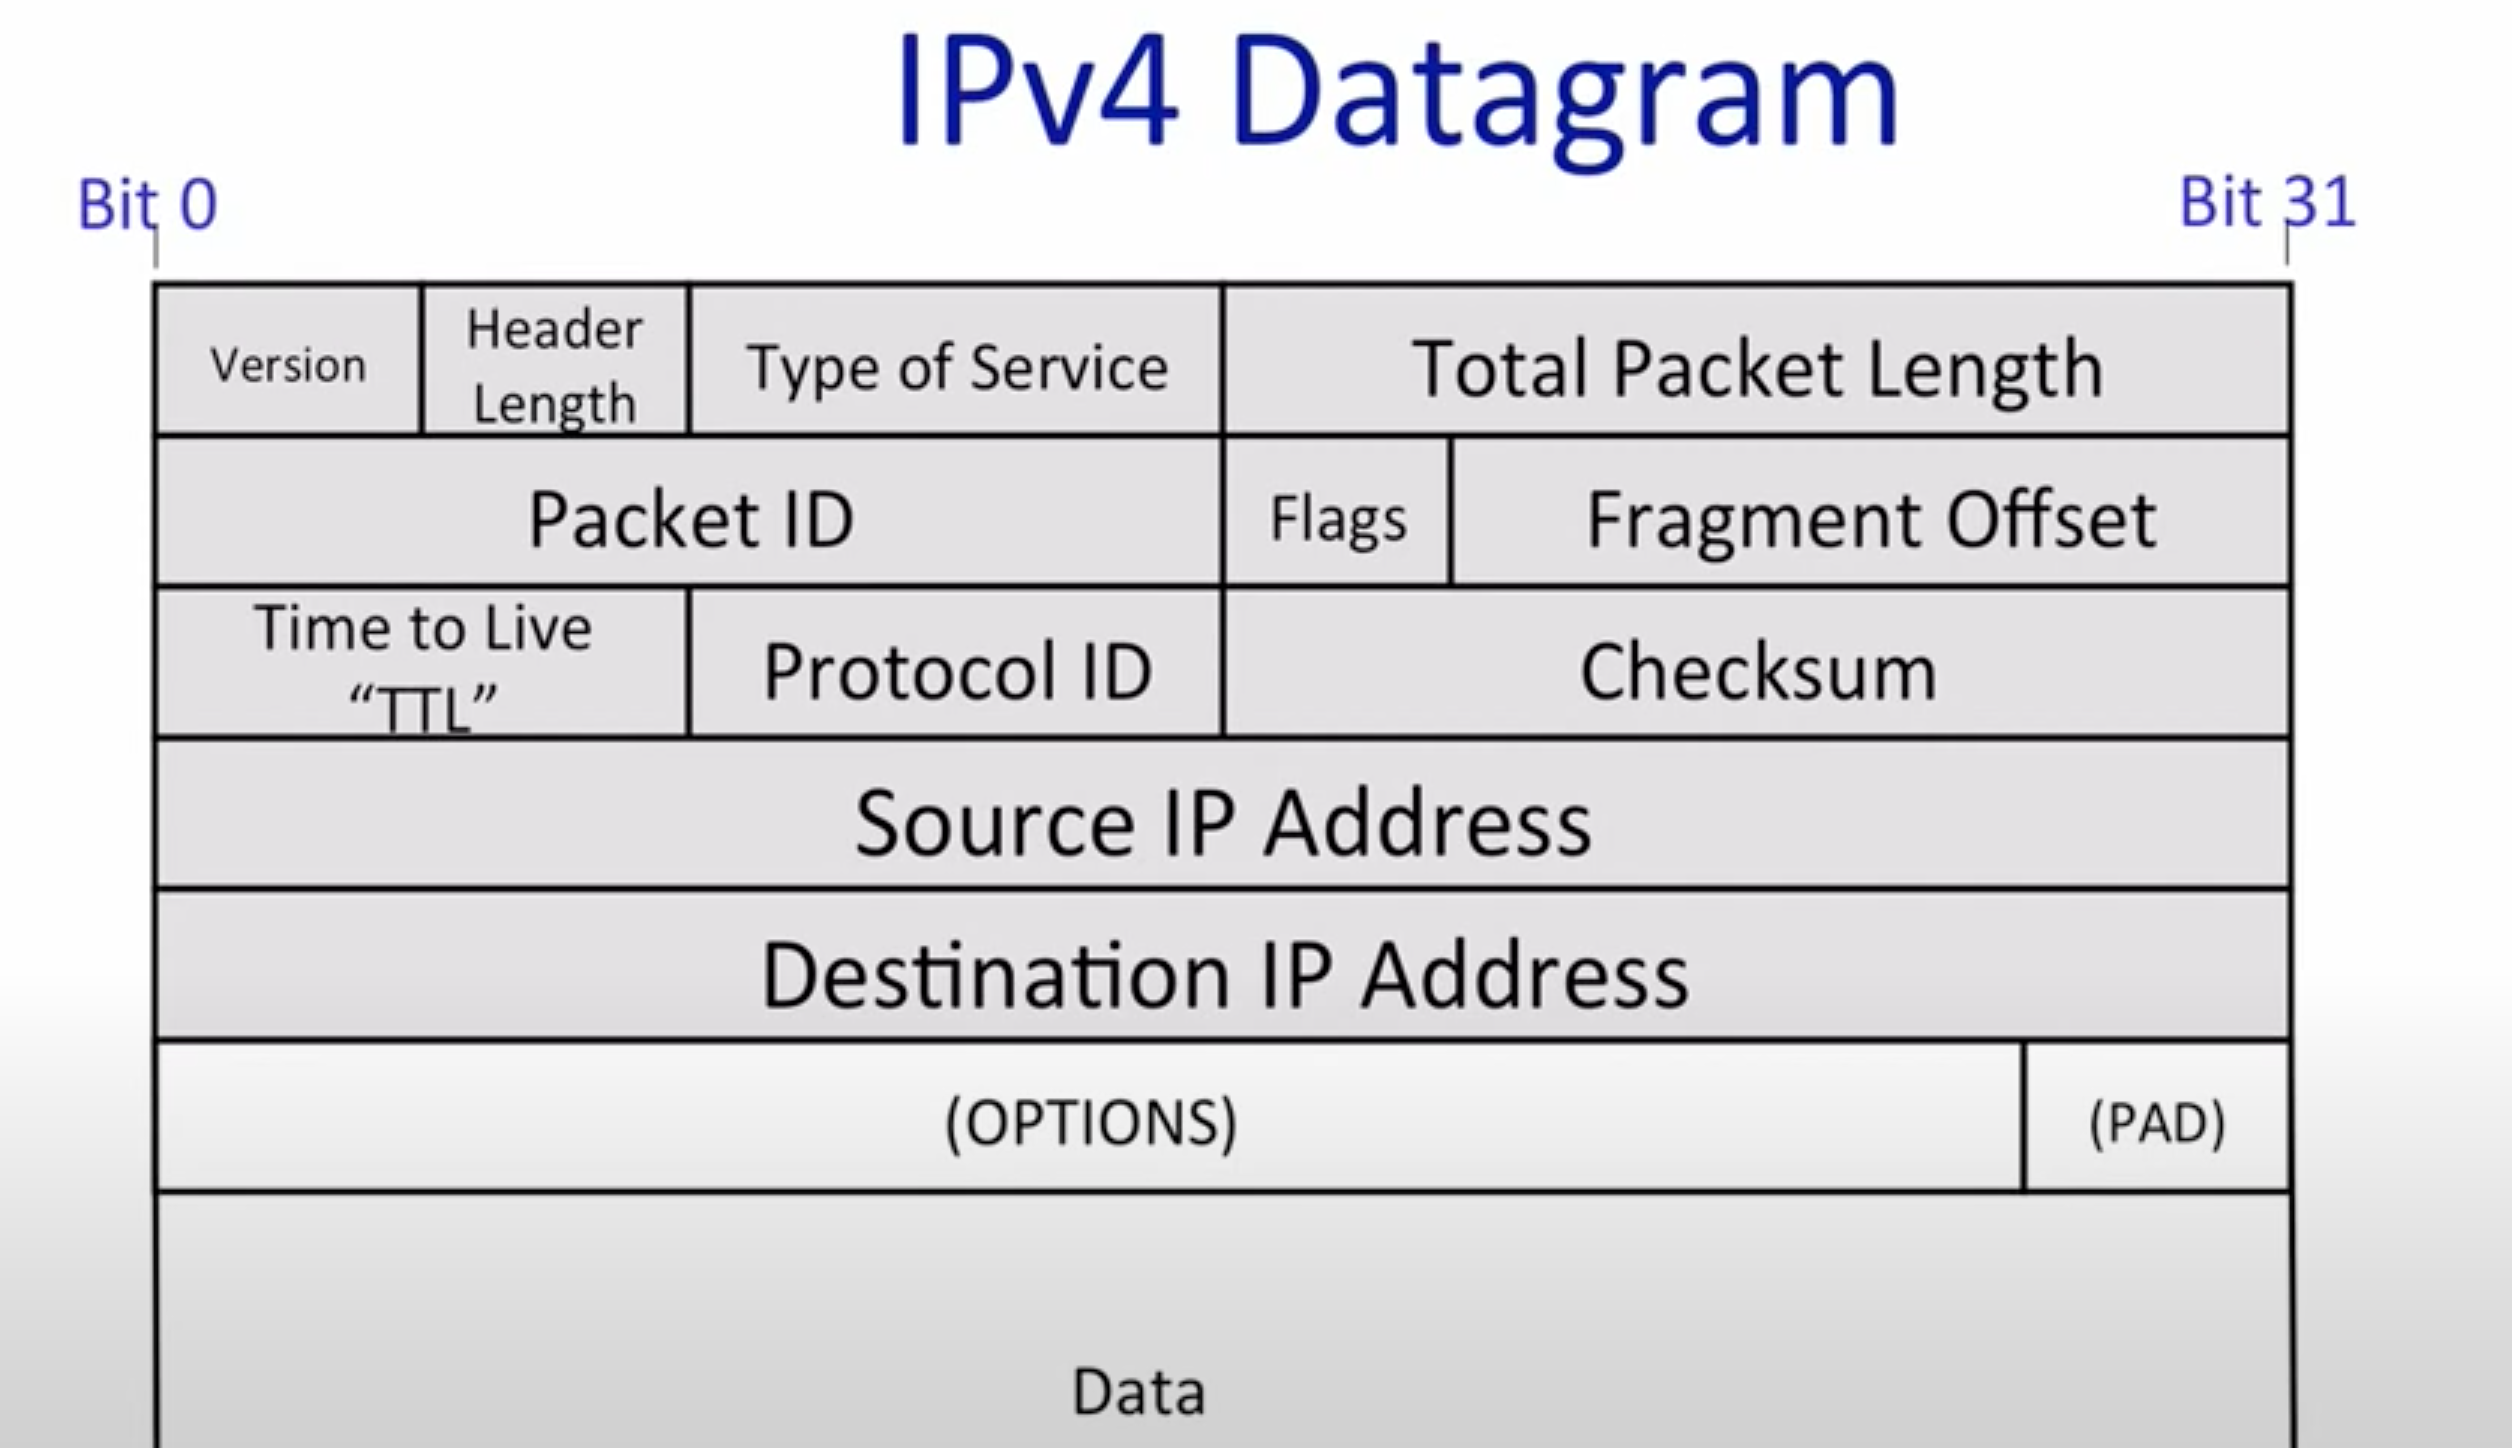 IPv4 Datagram
Bit 0
Bit 31
Version
Header
Length
Type of Service
Total Packet Length
Packet ID
Flags
Fragment Offset
Time to Live
“TTL”
Protocol ID
Checksum
Source IP Address
Destination IP Address
(OPTIONS)
(PAD)
Data